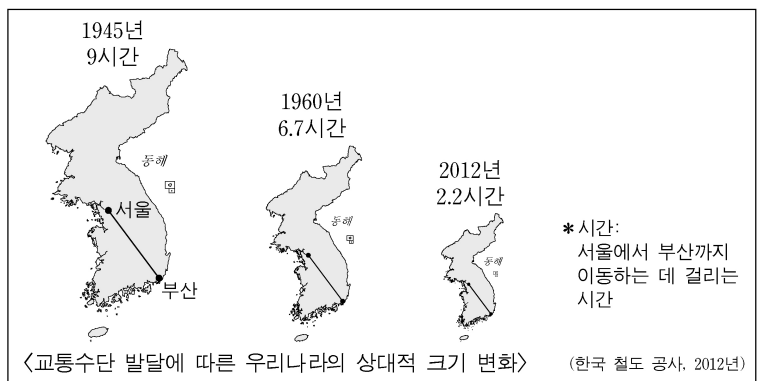 1945년
9시간
동해
서울
부산
1960년
6.7시간
동해
2012년
2.2시간
동해
*시간:
서울에서 부산까지
이동하는 데 걸리는
시간
<교통수단 발달에 따른 우리나라의 상대적 크기 변화>
(한국 철도 공사, 2012년)